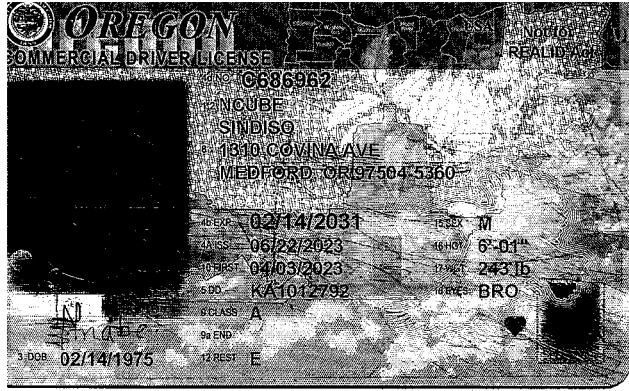 OREGON
COMMERCIAL DRIVER LICENSE
Not for
REAL ID Act
NO. C686962
NCUBE
SINDISO
1310 COVINA AVE
MEDFORD, OR 97504-5360
4b EXP 02/14/2031
15 SEX M
4a ISS 06/22/2023
16 HGT 6'-01"
10 FIRST 04/03/2023
17 WGT 243 lb
5 DD KA1012792
18 EYES BRO
9 CLASS A
9a END
3 DOB 02/14/1975
12 REST E